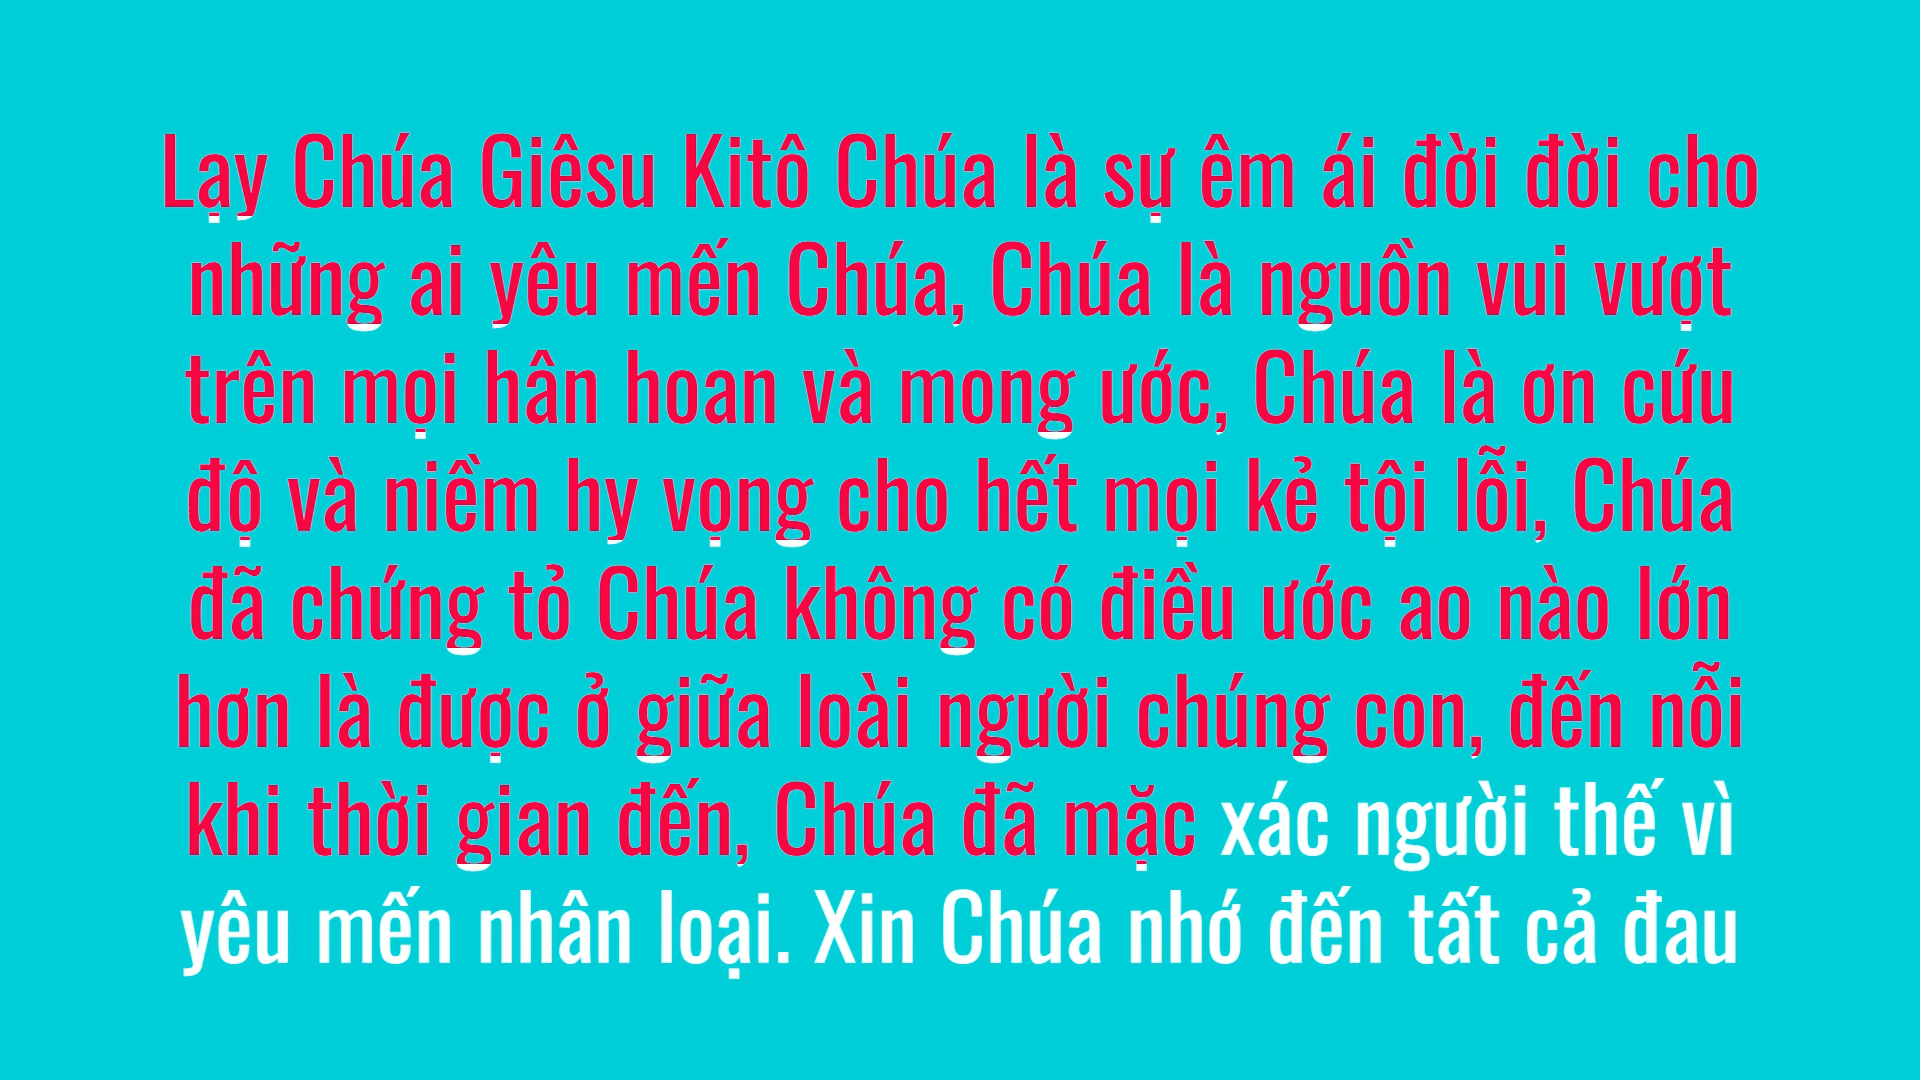 Lạy Chúa Giêsu Kitô Chúa là sự êm ái đời đời cho
những ai yêu mến Chúa, Chúa là nguồn vui vượt
trên mọi hân hoan và mong ước, Chúa là ơn cứu
độ và niềm hy vọng cho hết mọi kẻ tội lỗi, Chúa
đã chứng tỏ Chúa không có điều ước ao nào lớn
hơn là được ở giữa loài người chúng con, đến nỗi
khi thời gian đến, Chúa đã mặc xác người thế vì
yêu mến nhân loại. Xin Chúa nhớ đến tất cả đau